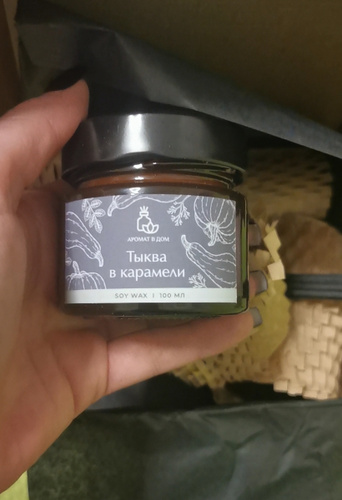 АРОМАТ В ДОМ
Тыква
в карамели
SOY WAX | 100 МЛ